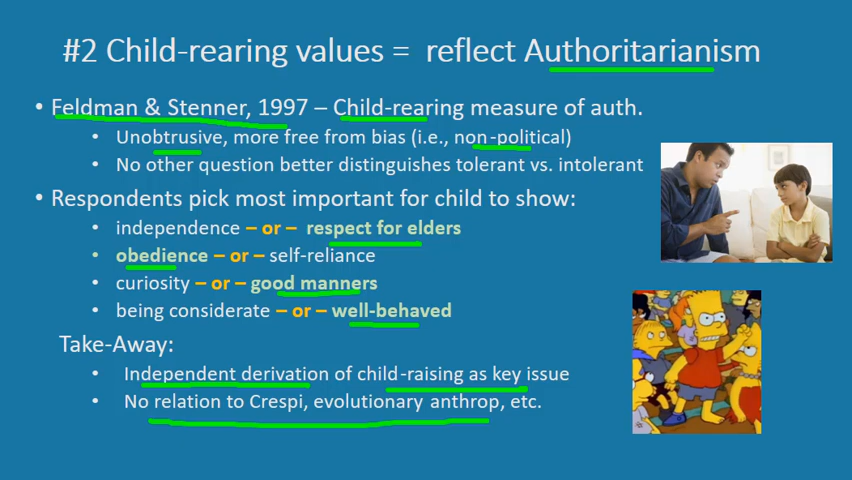 #2 Child-rearing values = reflect Authoritarianism
• Feldman & Stenner, 1997 – Child-rearing measure of auth.
• Unobtrusive, more free from bias (i.e., non-political)
• No other question better distinguishes tolerant vs. intolerant
• Respondents pick most important for child to show:
• independence – or – respect for elders
• obedience – or – self-reliance
• curiosity – or – good manners
• being considerate – or – well-behaved
Take-Away:
• Independent derivation of child-raising as key issue
• No relation to Crespi, evolutionary anthrop, etc.